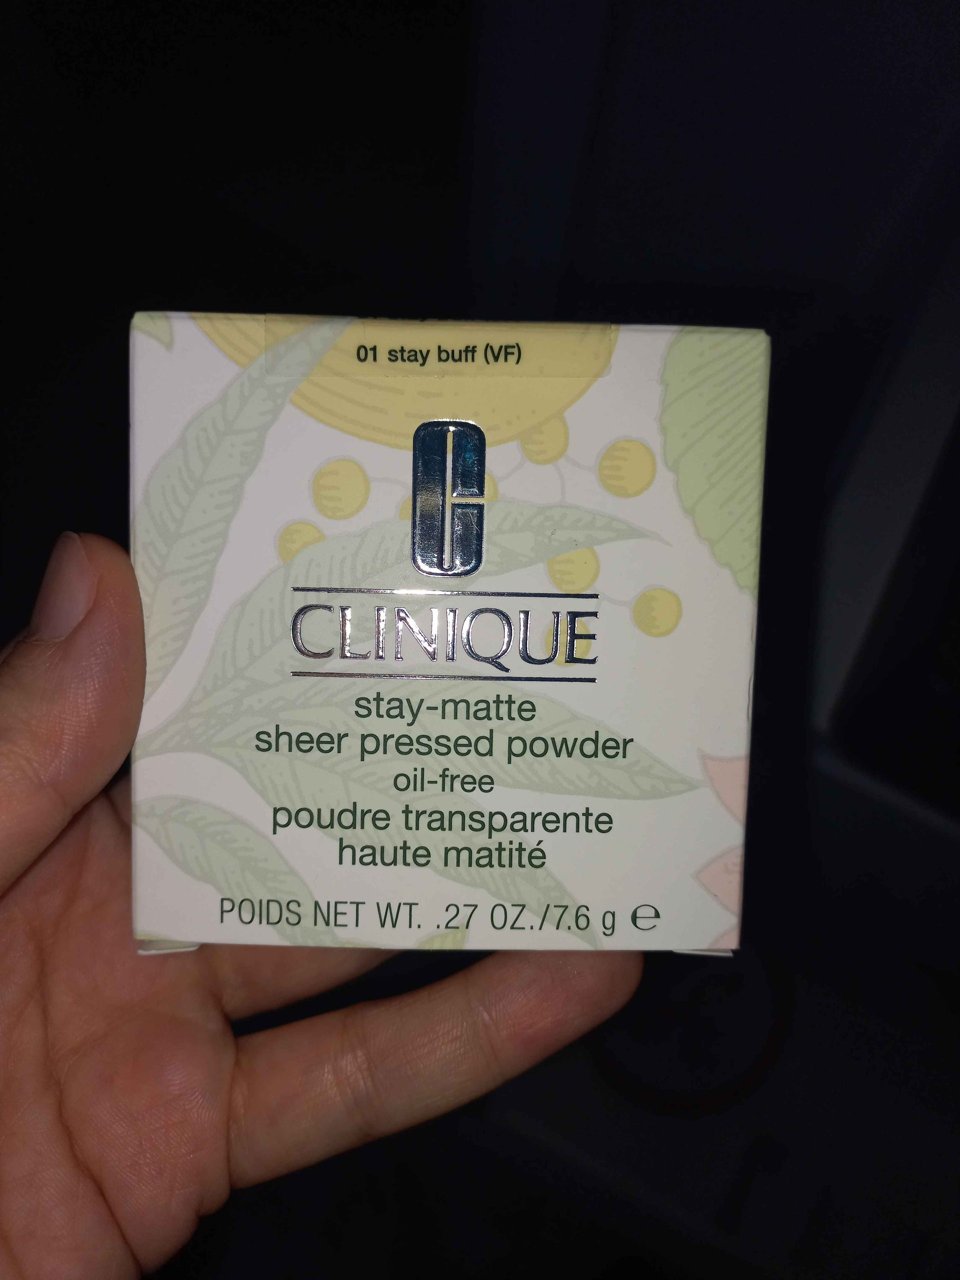 01 stay buff (VF)
C
CLINIQUE
stay-matte
sheer pressed powder
oil-free
poudre transparente
haute matité
POIDS NET WT. .27 OZ./7.6 g e